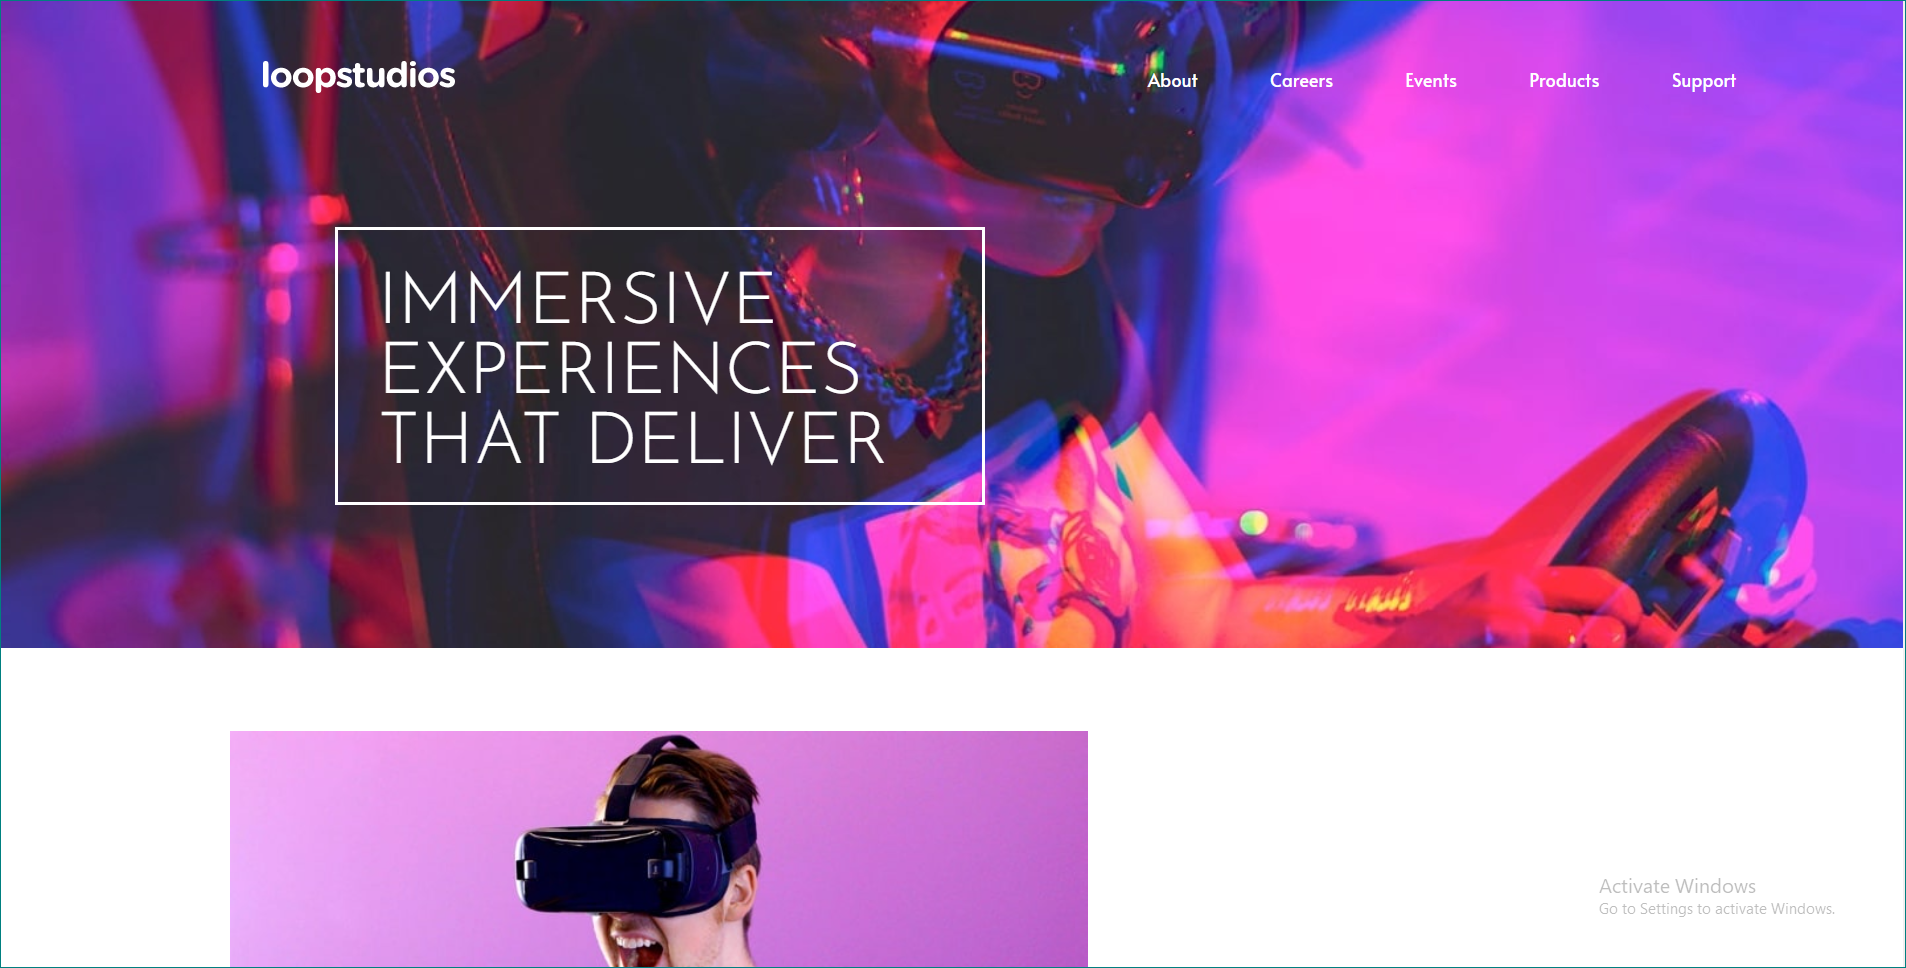 loopstudios
About Careers Events Products Support
IMMERSIVE
EXPERIENCES
THAT DELIVER
Activate Windows
Go to Settings to activate Windows.